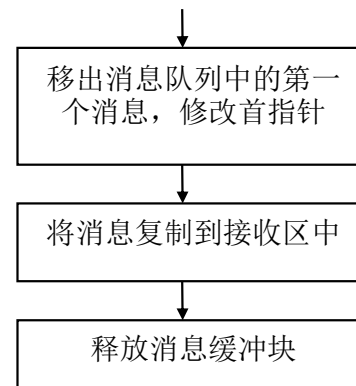 移出消息队列中的第一
个消息，修改首指针
将消息复制到接收区中
释放消息缓冲块